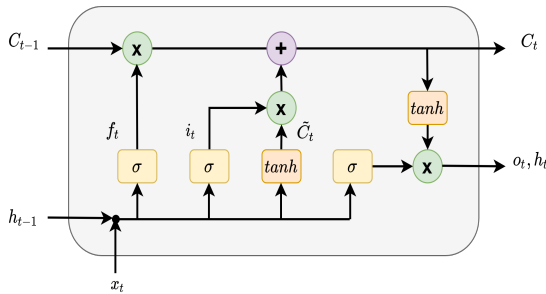 C_{t-1} x + C_t
tanh
x
f_t i_t C̃_t
σ σ tanh σ x o_t, h_t
h_{t-1}
x_t